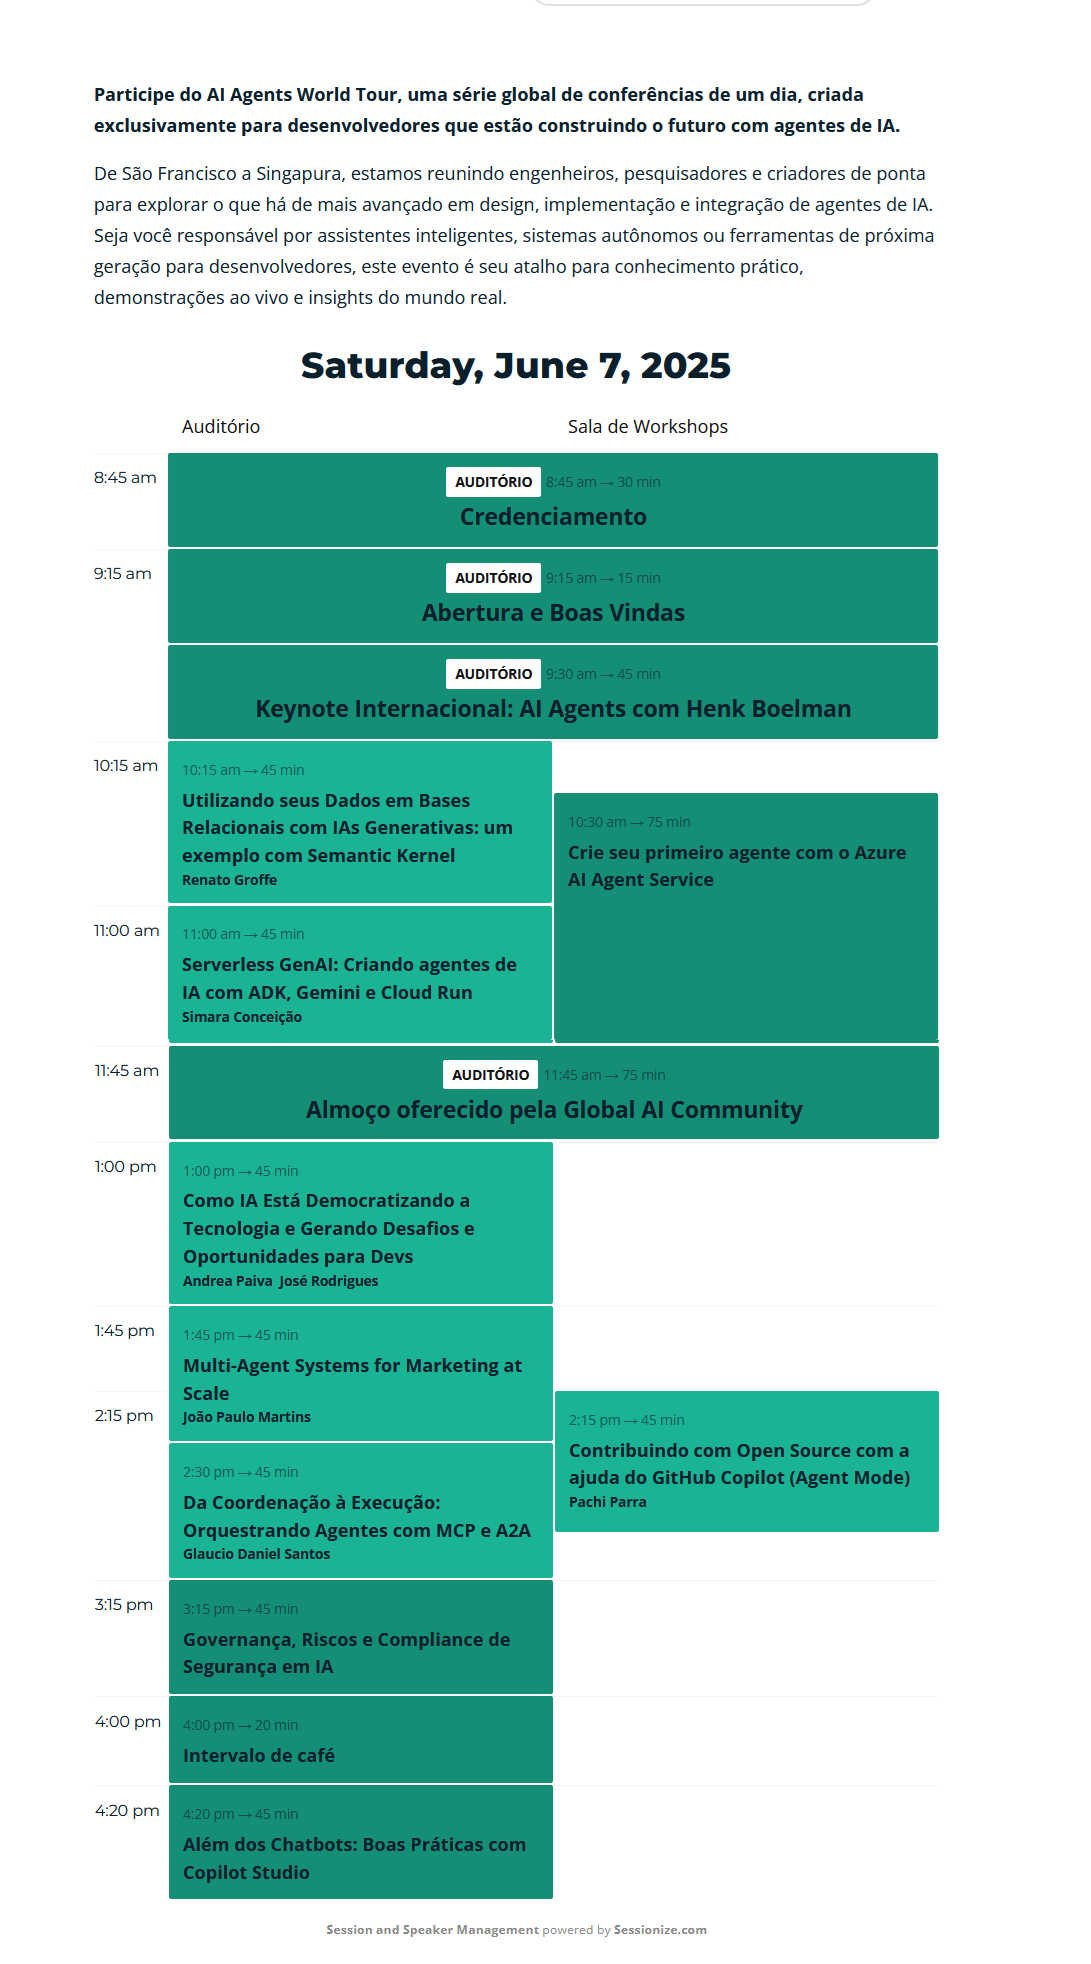 Participe do AI Agents World Tour, uma série global de conferências de um dia, criada
exclusivamente para desenvolvedores que estão construindo o futuro com agentes de IA.
De São Francisco a Singapura, estamos reunindo engenheiros, pesquisadores e criadores de ponta
para explorar o que há de mais avançado em design, implementação e integração de agentes de IA.
Seja você responsável por assistentes inteligentes, sistemas autônomos ou ferramentas de próxima
geração para desenvolvedores, este evento é seu atalho para conhecimento prático,
demonstrações ao vivo e insights do mundo real.
Saturday, June 7, 2025
Auditório
Sala de Workshops
8:45 am
AUDITÓRIO 8:45 am → 30 min
Credenciamento
9:15 am
AUDITÓRIO 9:15 am → 15 min
Abertura e Boas Vindas
AUDITÓRIO 9:30 am → 45 min
Keynote Internacional: AI Agents com Henk Boelman
10:15 am
10:15 am → 45 min
Utilizando seus Dados em Bases
Relacionais com IAs Generativas: um
exemplo com Semantic Kernel
Renato Groffe
10:30 am → 75 min
Crie seu primeiro agente com o Azure
AI Agent Service
11:00 am
11:00 am → 45 min
Serverless GenAI: Criando agentes de
IA com ADK, Gemini e Cloud Run
Simara Conceição
11:45 am
AUDITÓRIO 11:45 am → 75 min
Almoço oferecido pela Global AI Community
1:00 pm
1:00 pm → 45 min
Como IA Está Democratizando a
Tecnologia e Gerando Desafios e
Oportunidades para Devs
Andrea Paiva José Rodrigues
1:45 pm
1:45 pm → 45 min
Multi-Agent Systems for Marketing at
Scale
João Paulo Martins
2:15 pm
2:15 pm → 45 min
Contribuindo com Open Source com a
ajuda do GitHub Copilot (Agent Mode)
Pachi Parra
2:30 pm → 45 min
Da Coordenação à Execução:
Orquestrando Agentes com MCP e A2A
Glaucio Daniel Santos
3:15 pm
3:15 pm → 45 min
Governança, Riscos e Compliance de
Segurança em IA
4:00 pm
4:00 pm → 20 min
Intervalo de café
4:20 pm
4:20 pm → 45 min
Além dos Chatbots: Boas Práticas com
Copilot Studio
Session and Speaker Management powered by Sessionize.com